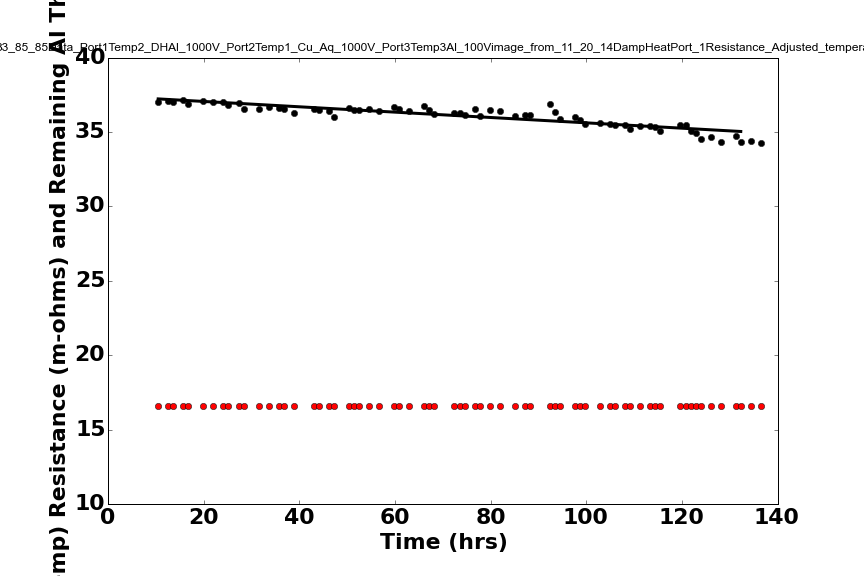 3_85_85Data_Port1Temp2_DHAl_1000V_Port2Temp1_Cu_Aq_1000V_Port3Temp3Al_100Vimage_from_11_20_14DampHeatPort_1Resistance_Adjusted_tempera
mp) Resistance (m-ohms) and Remaining Al Th
40
35
30
25
20
15
10
0 20 40 60 80 100 120 140
Time (hrs)